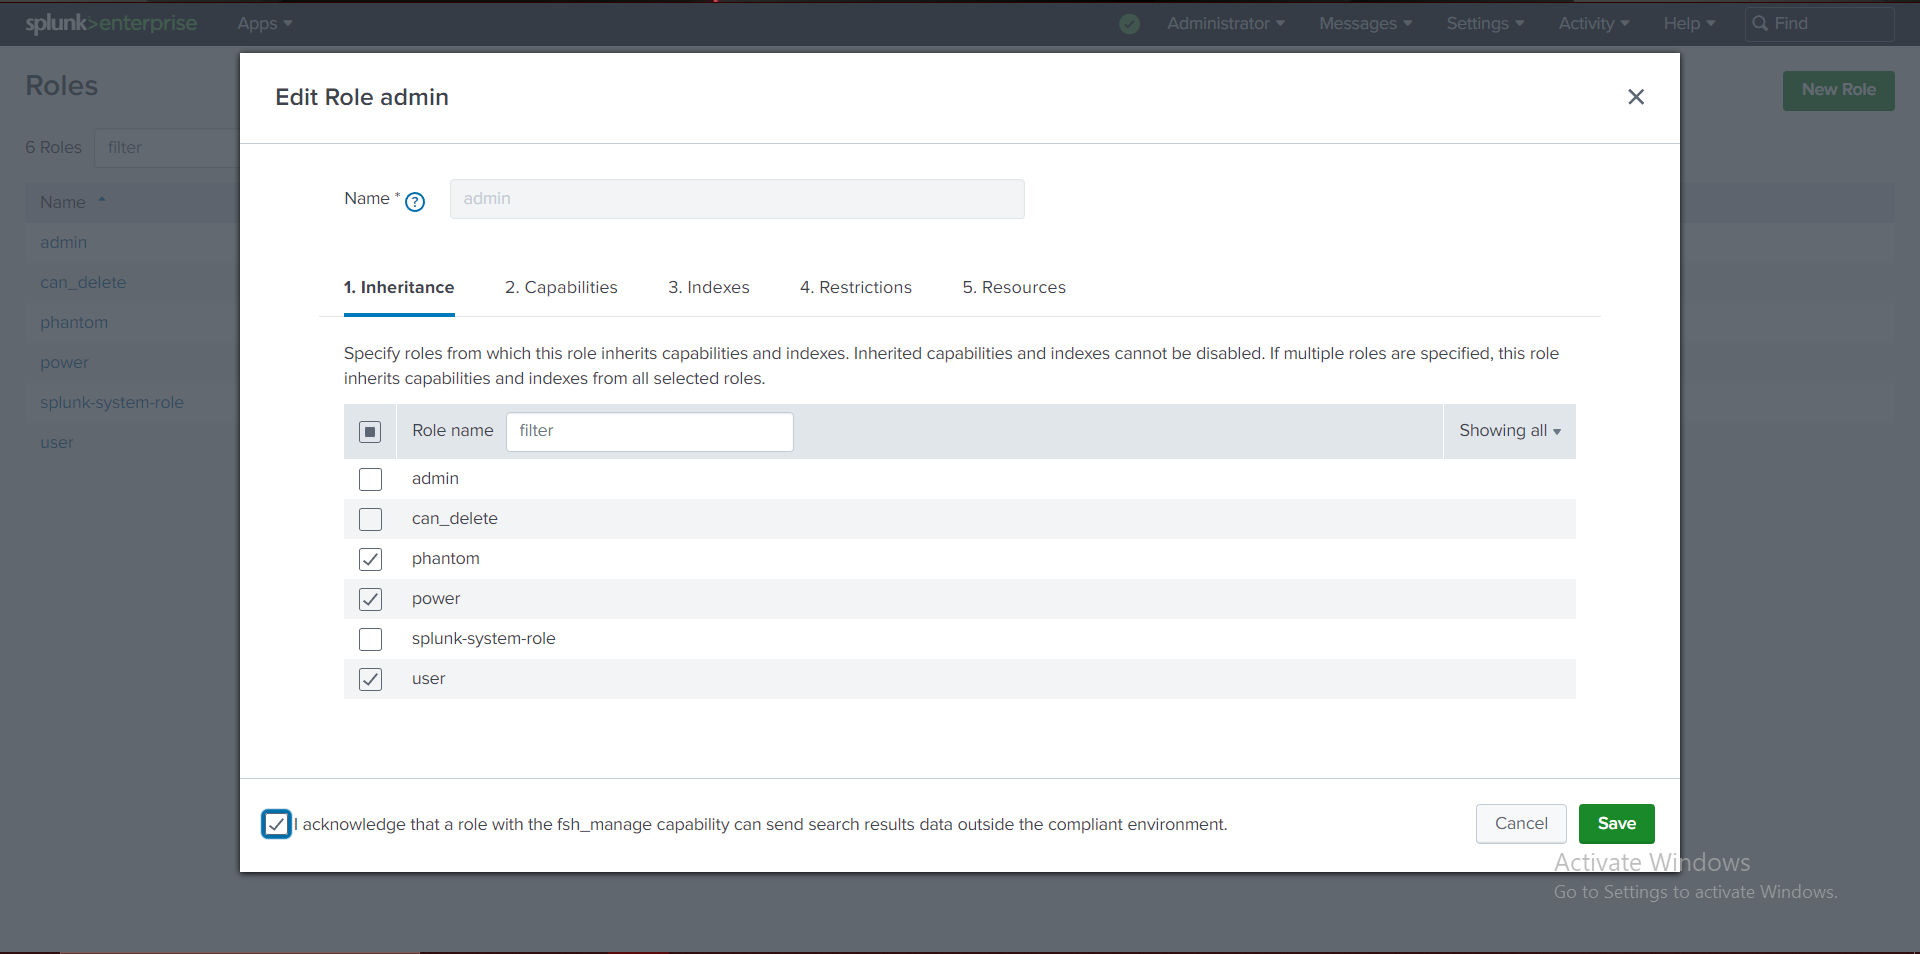 splunk>enterprise Apps Administrator Messages Settings Activity Help Find
Roles
New Role
6 Roles filter
Name
admin
can_delete
phantom
power
splunk-system-role
user
Edit Role admin
Name * ? admin
1. Inheritance 2. Capabilities 3. Indexes 4. Restrictions 5. Resources
Specify roles from which this role inherits capabilities and indexes. Inherited capabilities and indexes cannot be disabled. If multiple roles are specified, this role
inherits capabilities and indexes from all selected roles.
Role name filter Showing all
admin
can_delete
phantom
power
splunk-system-role
user
I acknowledge that a role with the fsh_manage capability can send search results data outside the compliant environment.
Cancel Save
Activate Windows
Go to Settings to activate Windows.